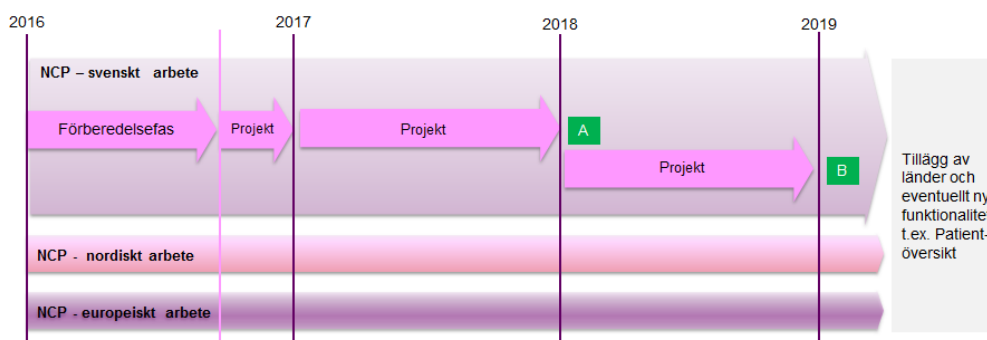 2016
2017
2018
2019
NCP – svenskt arbete
Förberedelsefas
Projekt
Projekt
A
Projekt
B
NCP - nordiskt arbete
NCP - europeiskt arbete
Tillägg av
länder och
eventuellt ny
funktionalitet
t.ex. Patient-
översikt